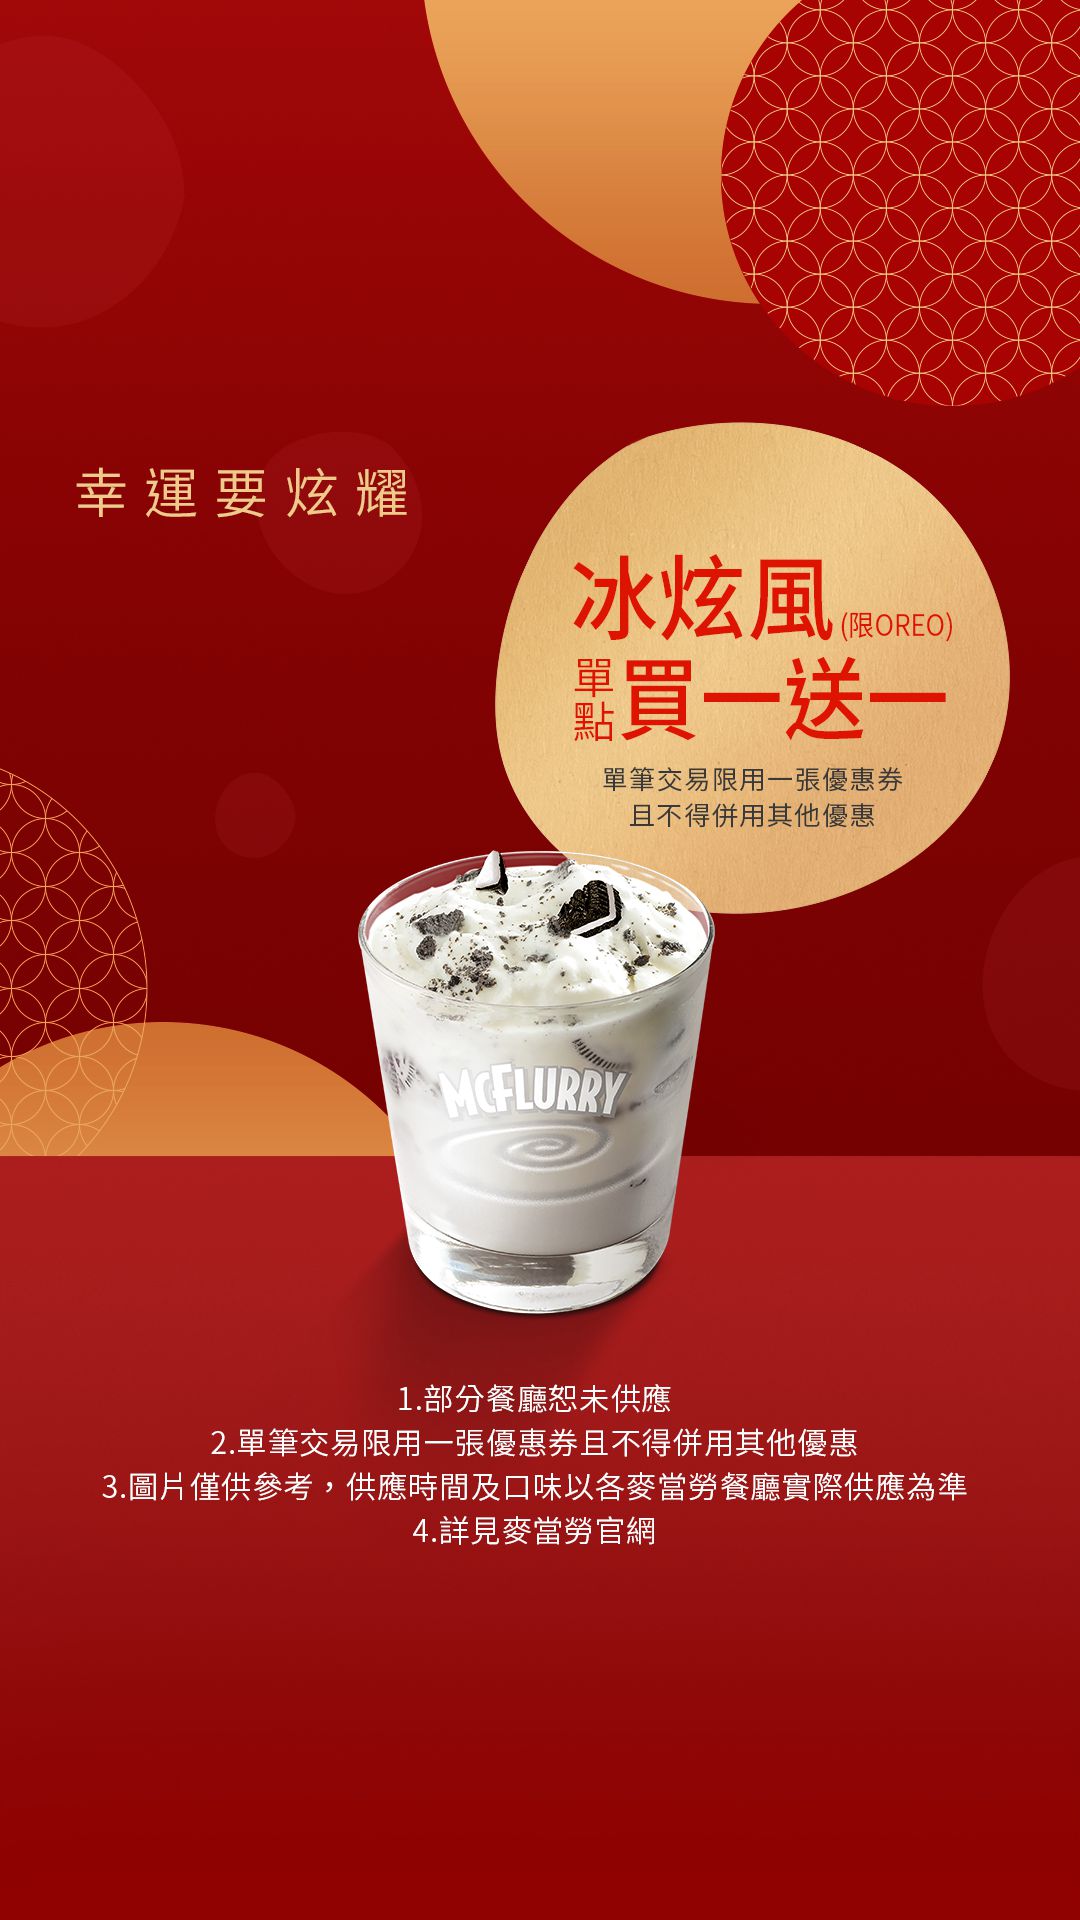 幸運要炫耀
冰炫風(限OREO)
單點買一送一
單筆交易限用一張優惠券
且不得併用其他優惠
McFLURRY
1.部分餐廳恕未供應
2.單筆交易限用一張優惠券且不得併用其他優惠
3.圖片僅供參考，供應時間及口味以各麥當勞餐廳實際供應為準
4.詳見麥當勞官網